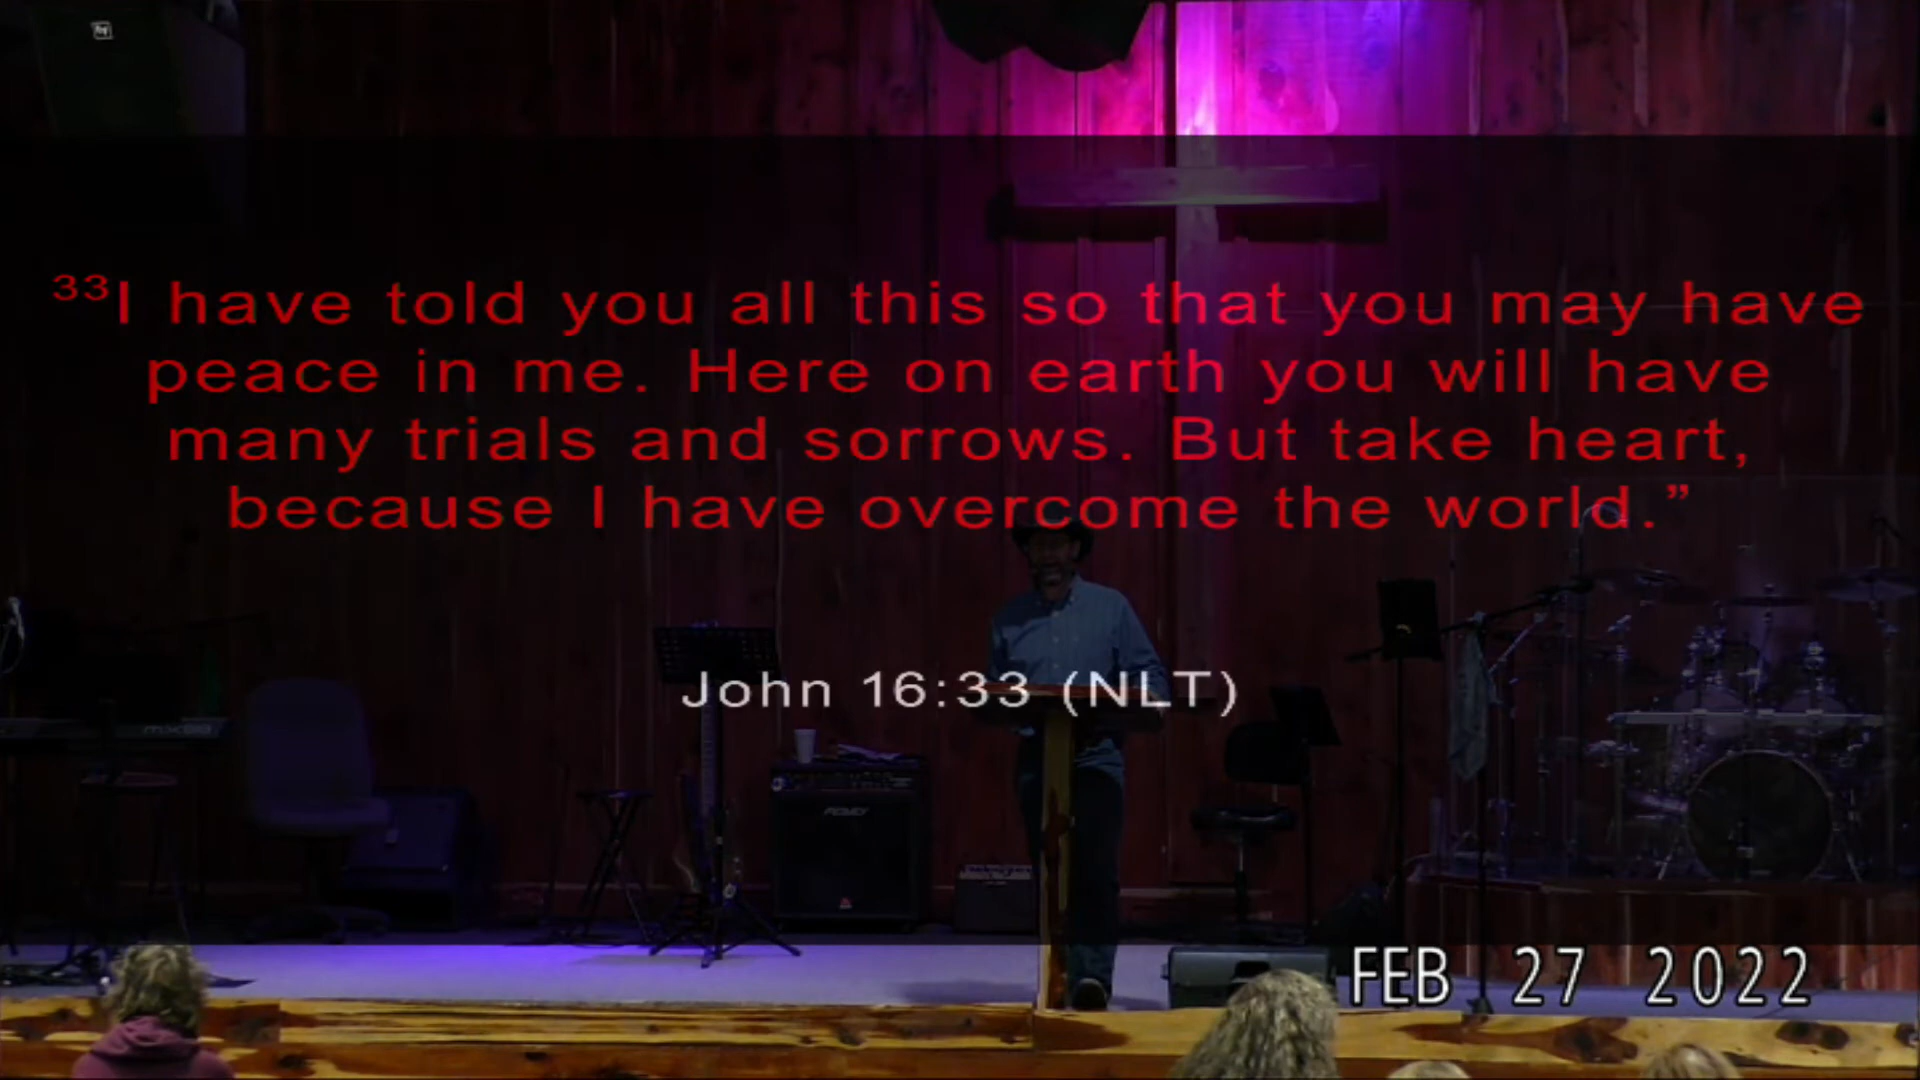 ³³I have told you all this so that you may have
peace in me. Here on earth you will have
many trials and sorrows. But take heart,
because I have overcome the world.”
John 16:33 (NLT)
PEAVEY
FEB 27 2022